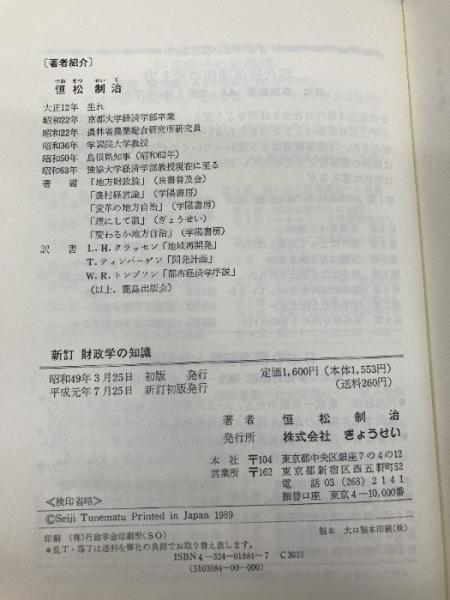 〔著者紹介〕
つね まつ せい じ
恒松制治
大正12年 生れ
昭和22年 京都大学経済学部卒業
昭和22年 農林省農業総合研究所研究員
昭和36年 学習院大学教授
昭和50年 島根県知事(昭和62年)
昭和63年 独協大学経済学部教授現在に至る
著書 「地方財政論」(良書普及会)
「農村経営論」(学陽書房)
「変革の地方自治」(学陽書房)
「理にして温」(ぎょうせい)
「変わるか地方自治」(学陽書房)
訳書 L.H.クラッセン「地域再開発」
T.ティンバーゲン「開発計画」
W.R.トンプソン「都市経済学序説」
(以上,鹿島出版会)
新訂 財政学の知識
昭和49年3月25日 初版 発行
定価1,600円(本体1,553円)
平成元年7月25日 新訂初版発行
(送料260円)
著者 恒松制治
発行所 株式会社 ぎょうせい
本社 〒104 東京都中央区銀座7の4の12
営業所 〒162 東京都新宿区西五軒町52
電話 03(268)2141
振替口座 東京4-10,000番
≪検印省略≫
©Seiji Tunematu Printed in Japan 1989
印刷 (株)行政学会印刷所(SO)
製本 大口製本印刷(株)
*乱丁・落丁は送料を弊社の負担でお取り替え致します。
ISBN4-324-01884-7 C3033
(5103084-00-000)